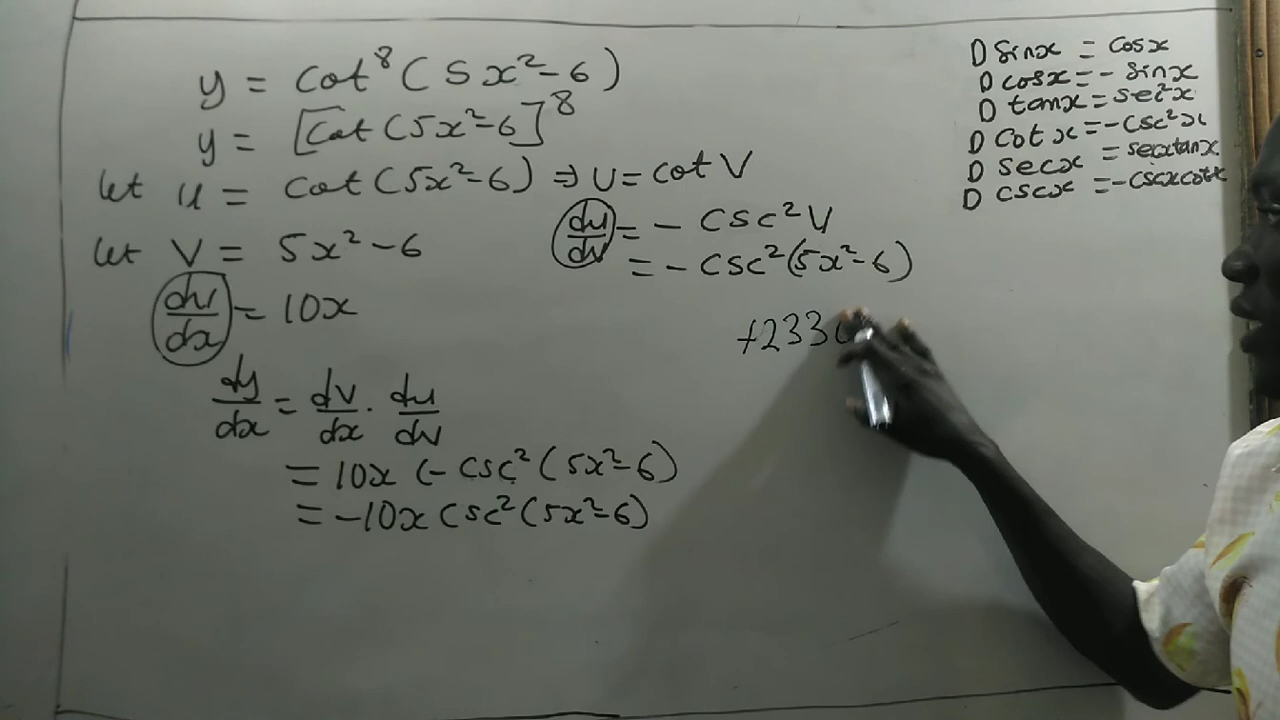 y = Cot⁸(5x²-6)
y = [Cot(5x²-6]⁸
let u = cot(5x²-6) ⇒ U = cot V
du/dv = - csc² V
= - csc²(5x²-6)
let V = 5x² - 6
dv/dx = 10x
+233
dy/dx = dv/dx . du/dv
= 10x (- csc²(5x²-6)
= -10x csc²(5x²-6)
D sinx = cosx
D cosx = - sinx
D tanx = sec²x
D cotx = -csc²x
D secx = secxtanx
D cscx = -cscxcotx